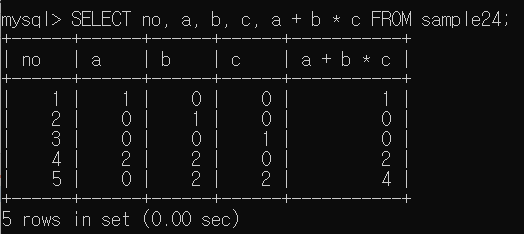 mysql> SELECT no, a, b, c, a + b * c FROM sample24;
+------+------+------+------+-----------+
| no   | a    | b    | c    | a + b * c |
+------+------+------+------+-----------+
|    1 |    1 |    0 |    0 |         1 |
|    2 |    0 |    1 |    0 |         0 |
|    3 |    0 |    0 |    1 |         0 |
|    4 |    2 |    2 |    0 |         2 |
|    5 |    0 |    2 |    2 |         4 |
+------+------+------+------+-----------+
5 rows in set (0.00 sec)